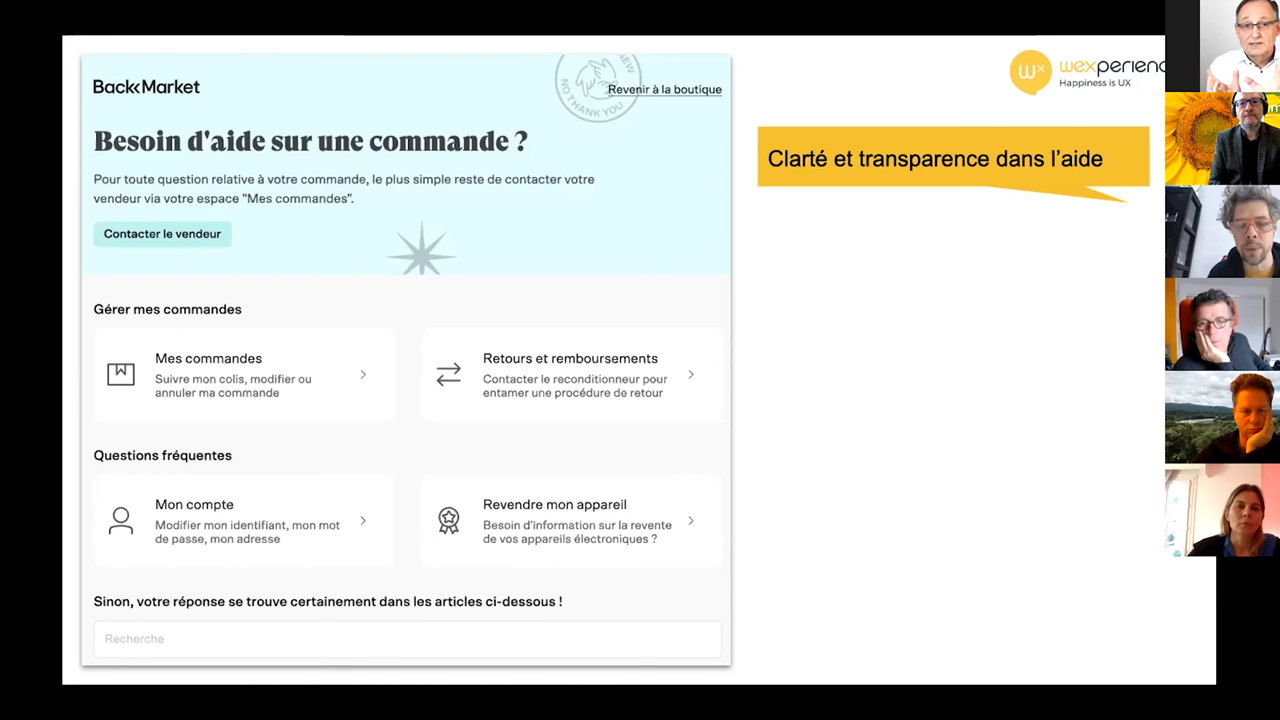 BackMarket
NEW
NO THANK YOU
Revenir à la boutique
Besoin d'aide sur une commande ?
Pour toute question relative à votre commande, le plus simple reste de contacter votre
vendeur via votre espace "Mes commandes".
Contacter le vendeur
Gérer mes commandes
Mes commandes
Suivre mon colis, modifier ou
annuler ma commande
Retours et remboursements
Contacter le reconditionneur pour
entamer une procédure de retour
Questions fréquentes
Mon compte
Modifier mon identifiant, mon mot
de passe, mon adresse
Revendre mon appareil
Besoin d'information sur la revente
de vos appareils électroniques ?
Sinon, votre réponse se trouve certainement dans les articles ci-dessous !
Recherche
wx
wexperienc
Happiness is UX
Clarté et transparence dans l'aide